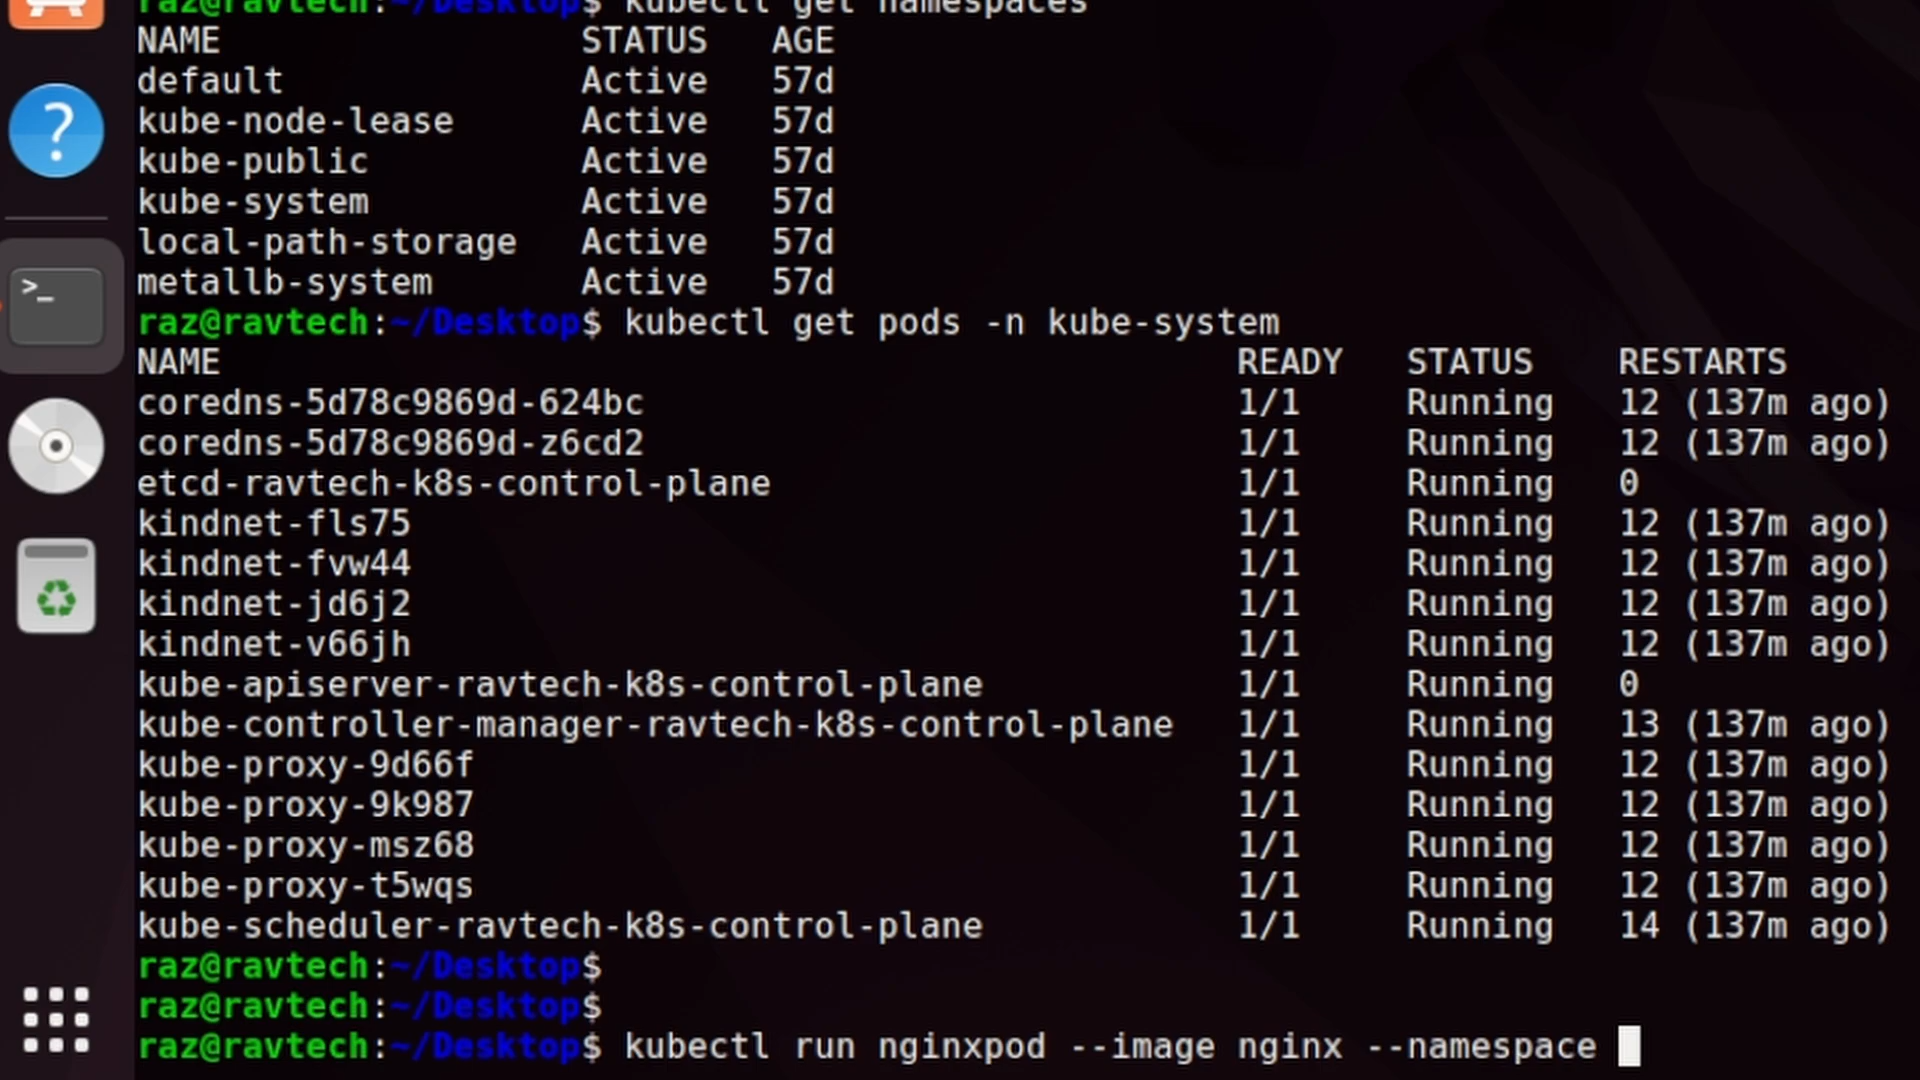 raz@ravtech:~/Desktop$ kubectl get namespaces
NAME STATUS AGE
default Active 57d
kube-node-lease Active 57d
kube-public Active 57d
kube-system Active 57d
local-path-storage Active 57d
metallb-system Active 57d
raz@ravtech:~/Desktop$ kubectl get pods -n kube-system
NAME READY STATUS RESTARTS
coredns-5d78c9869d-624bc 1/1 Running 12 (137m ago)
coredns-5d78c9869d-z6cd2 1/1 Running 12 (137m ago)
etcd-ravtech-k8s-control-plane 1/1 Running 0
kindnet-fls75 1/1 Running 12 (137m ago)
kindnet-fvw44 1/1 Running 12 (137m ago)
kindnet-jd6j2 1/1 Running 12 (137m ago)
kindnet-v66jh 1/1 Running 12 (137m ago)
kube-apiserver-ravtech-k8s-control-plane 1/1 Running 0
kube-controller-manager-ravtech-k8s-control-plane 1/1 Running 13 (137m ago)
kube-proxy-9d66f 1/1 Running 12 (137m ago)
kube-proxy-9k987 1/1 Running 12 (137m ago)
kube-proxy-msz68 1/1 Running 12 (137m ago)
kube-proxy-t5wqs 1/1 Running 12 (137m ago)
kube-scheduler-ravtech-k8s-control-plane 1/1 Running 14 (137m ago)
raz@ravtech:~/Desktop$
raz@ravtech:~/Desktop$
raz@ravtech:~/Desktop$ kubectl run nginxpod --image nginx --namespace